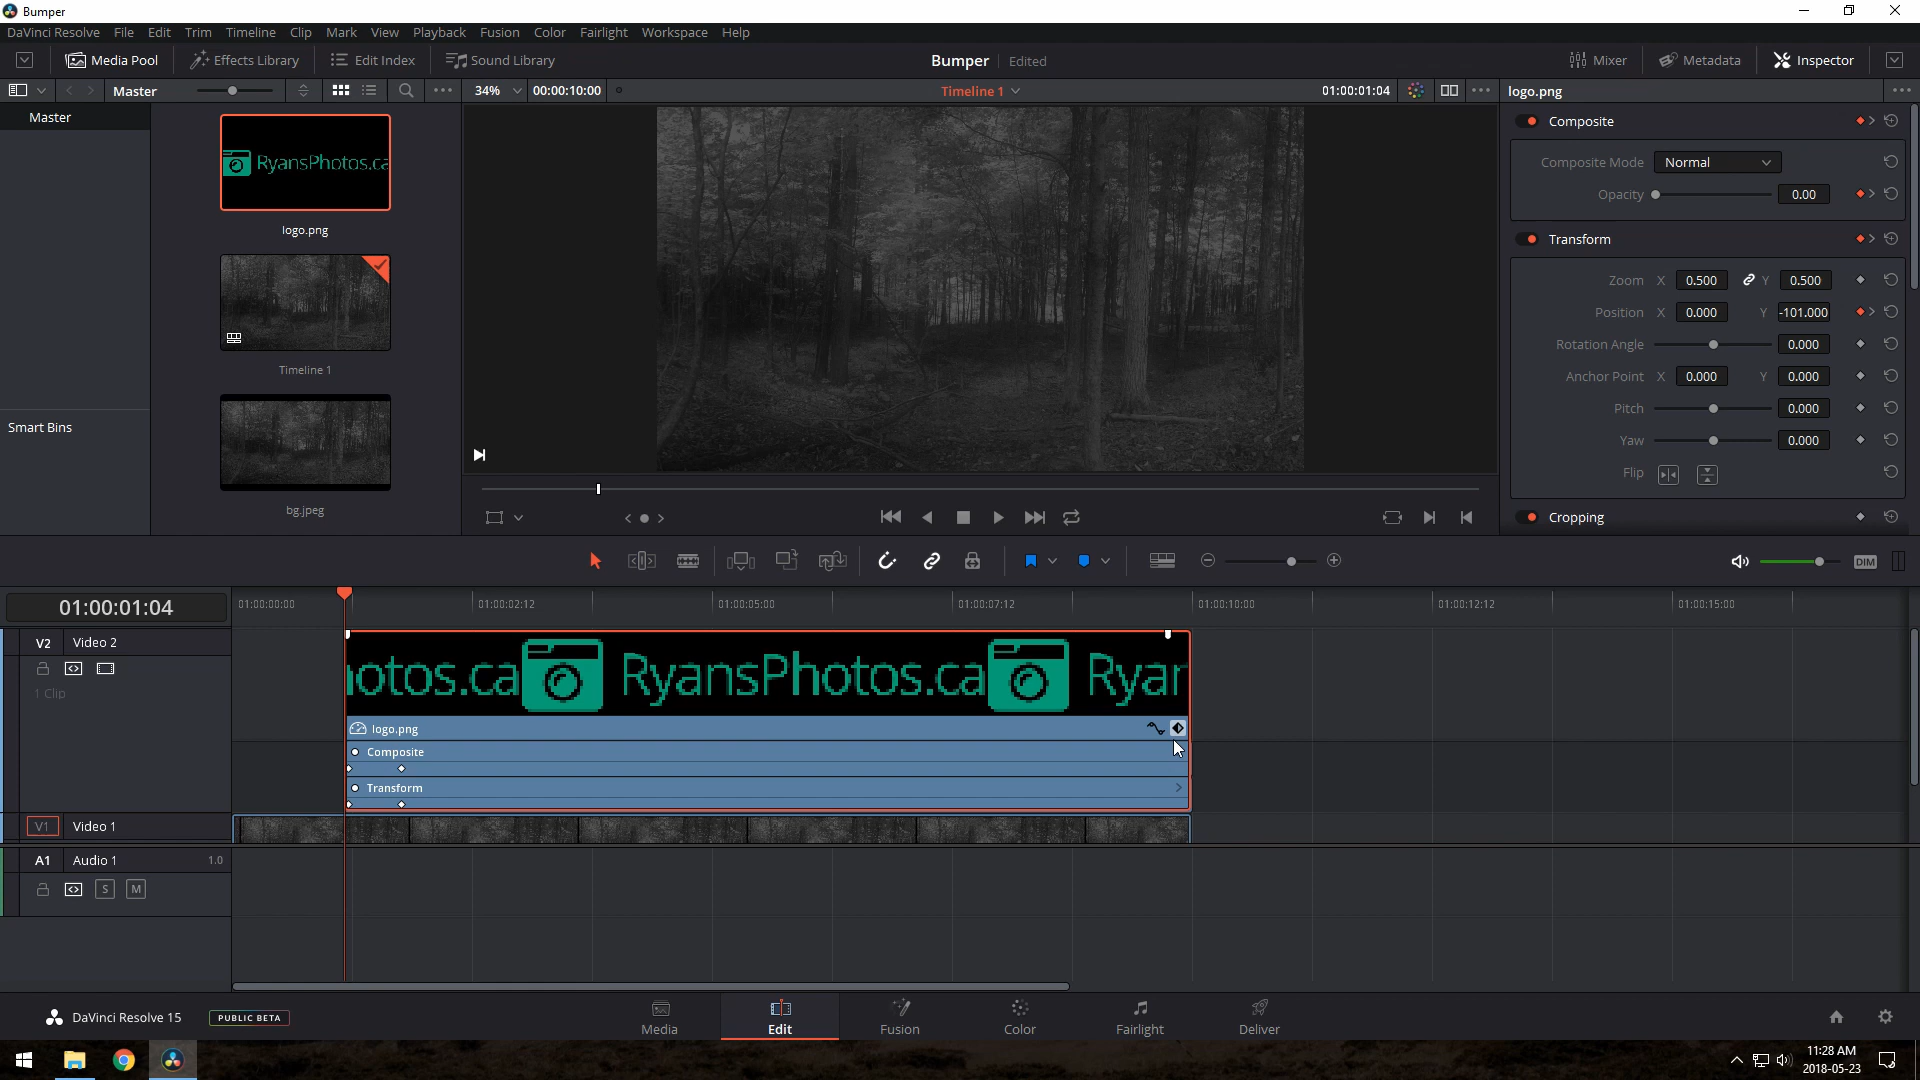 Bumper
DaVinci Resolve File Edit Trim Timeline Clip Mark View Playback Fusion Color Fairlight Workspace Help
Media Pool Effects Library Edit Index Sound Library Bumper Edited Mixer Metadata Inspector
Master 34% 00:00:10:00 Timeline 1 01:00:01:04 logo.png
Master
RyansPhotos.ca
logo.png
Timeline 1
bg.jpeg
Smart Bins
Composite
Composite Mode Normal
Opacity 0.00
Transform
Zoom X 0.500 Y 0.500
Position X 0.000 Y -101.000
Rotation Angle 0.000
Anchor Point X 0.000 Y 0.000
Pitch 0.000
Yaw 0.000
Flip
Cropping
DIM
01:00:01:04 01:00:00:00 01:00:02:12 01:00:05:00 01:00:07:12 01:00:10:00 01:00:12:12 01:00:15:00
V2 Video 2
1 Clip
otos.ca RyansPhotos.ca Ryan
logo.png
Composite
Transform
V1 Video 1
A1 Audio 1 1.0
S M
DaVinci Resolve 15 PUBLIC BETA
Media Edit Fusion Color Fairlight Deliver
11:28 AM
2018-05-23